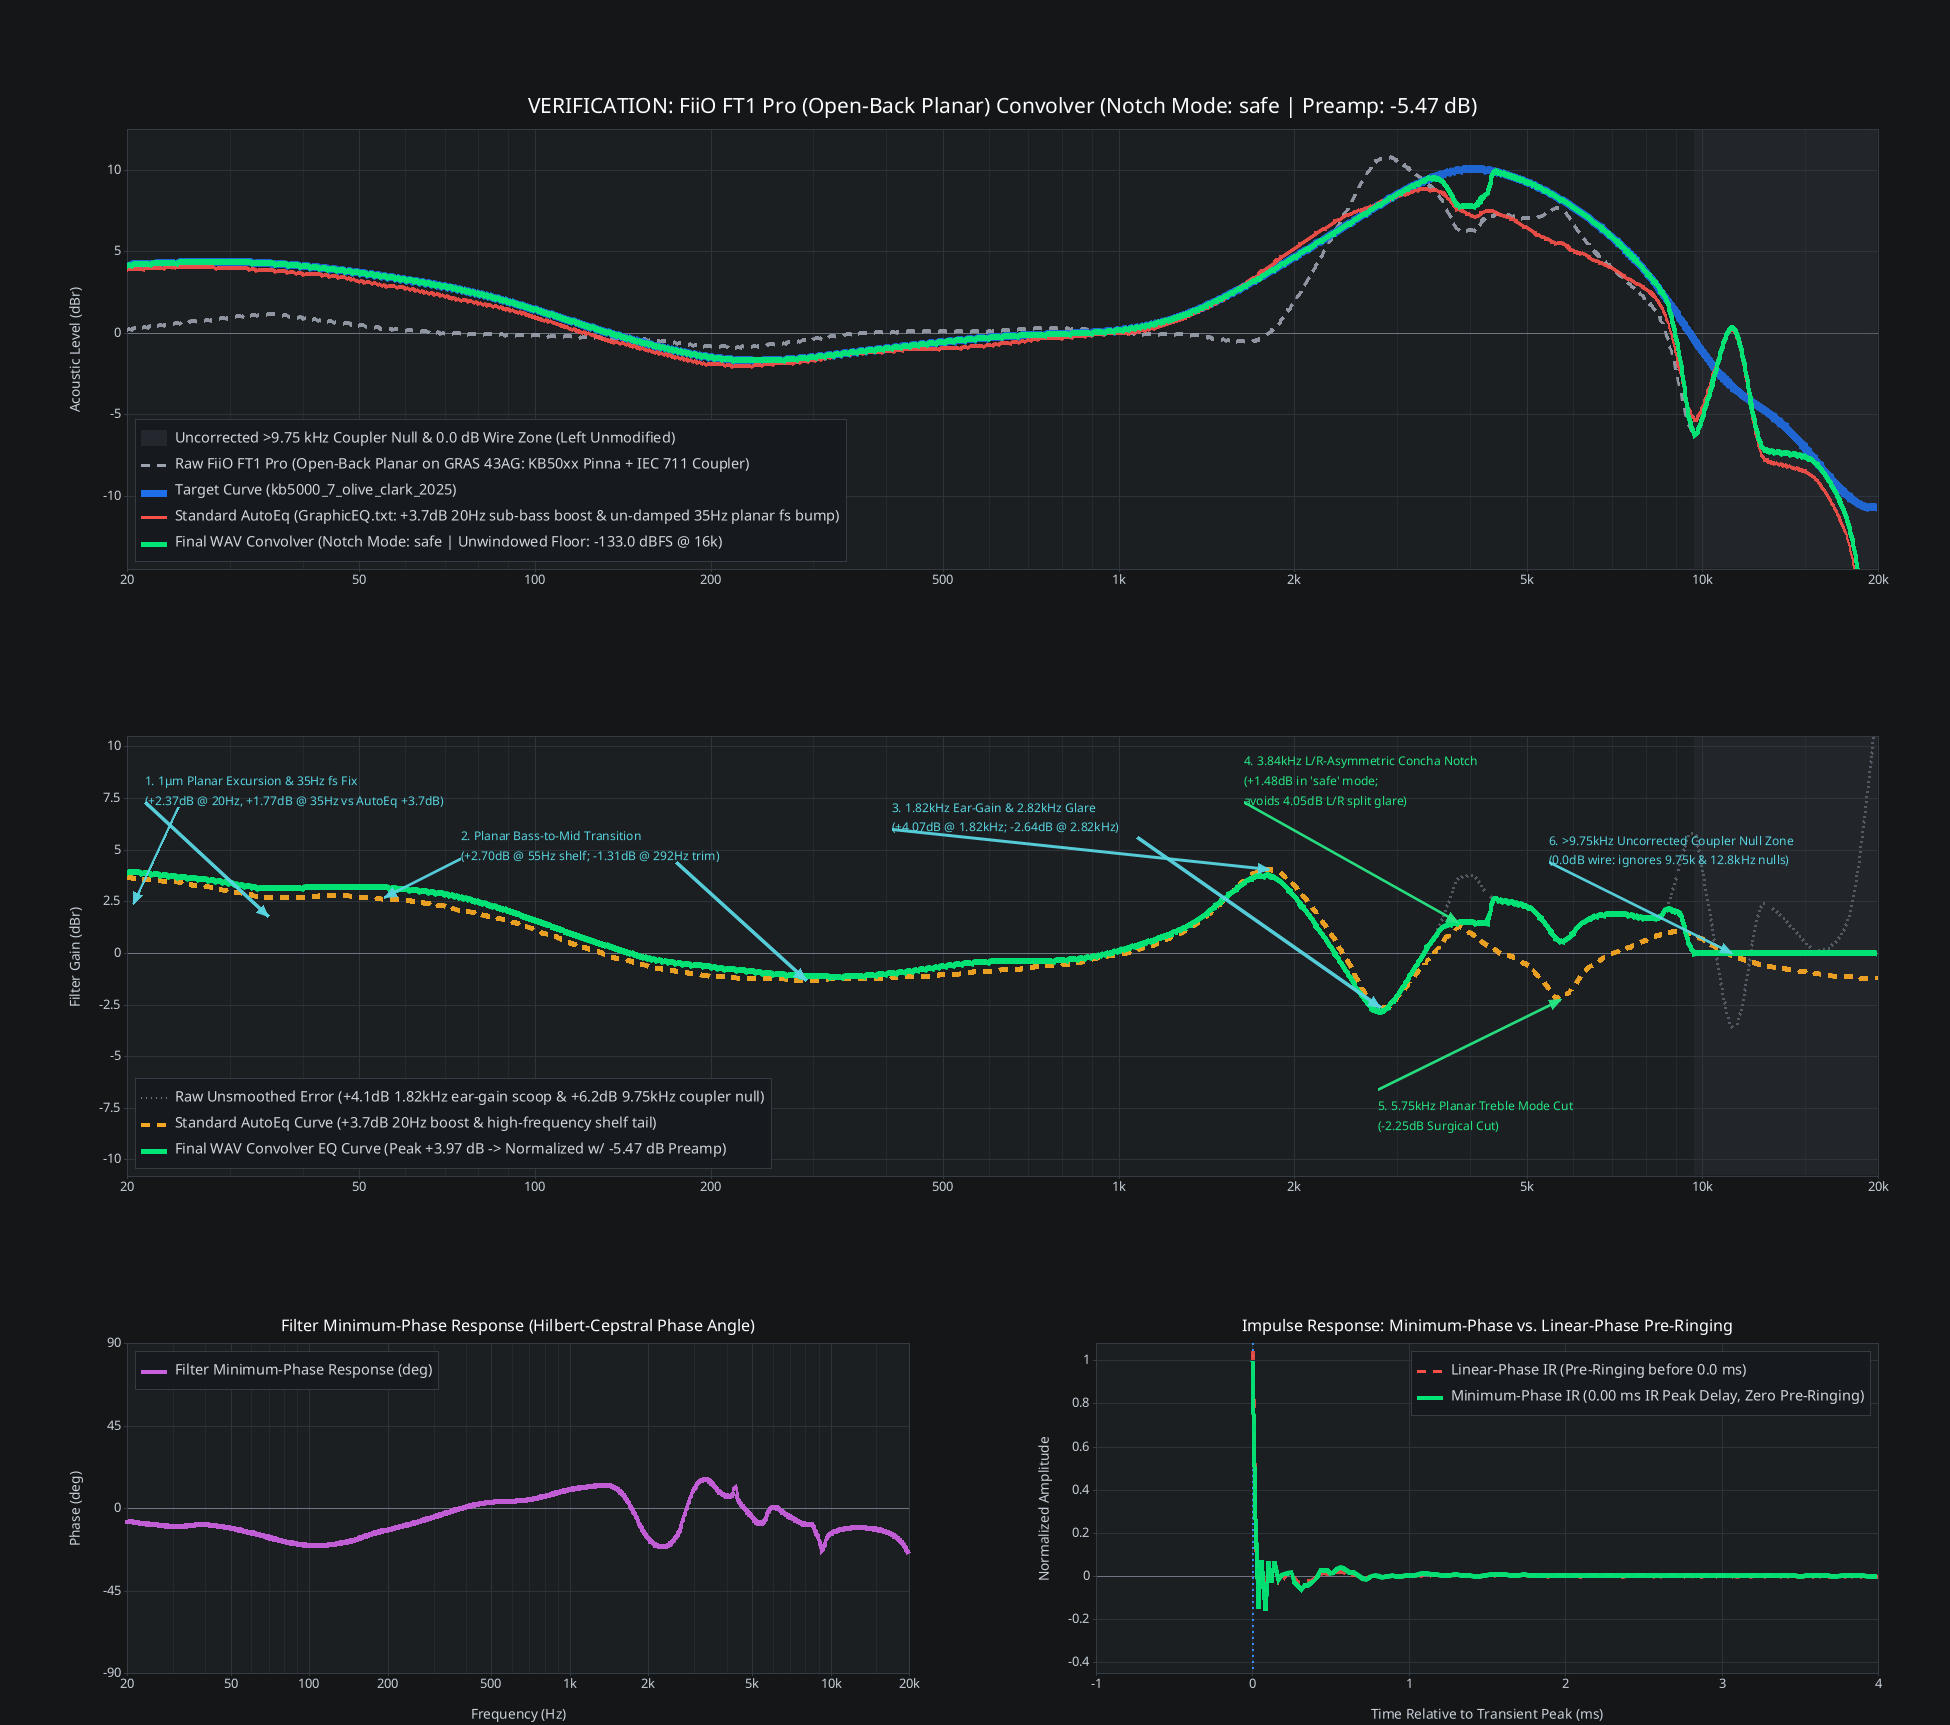 VERIFICATION: FiiO FT1 Pro (Open-Back Planar) Convolver (Notch Mode: safe | Preamp: -5.47 dB)
Acoustic Level (dBr)
10
5
0
-5
-10
Uncorrected >9.75 kHz Coupler Null & 0.0 dB Wire Zone (Left Unmodified)
Raw FiiO FT1 Pro (Open-Back Planar on GRAS 43AG: KB50xx Pinna + IEC 711 Coupler)
Target Curve (kb5000_7_olive_clark_2025)
Standard AutoEq (GraphicEQ.txt: +3.7dB 20Hz sub-bass boost & un-damped 35Hz planar fs bump)
Final WAV Convolver (Notch Mode: safe | Unwindowed Floor: -133.0 dBFS @ 16k)
20 50 100 200 500 1k 2k 5k 10k 20k
Filter Gain (dBr)
10
7.5
5
2.5
0
-2.5
-5
-7.5
-10
1. 1μm Planar Excursion & 35Hz fs Fix
(+2.37dB @ 20Hz, +1.77dB @ 35Hz vs AutoEq +3.7dB)
2. Planar Bass-to-Mid Transition
(+2.70dB @ 55Hz shelf; -1.31dB @ 292Hz trim)
3. 1.82kHz Ear-Gain & 2.82kHz Glare
(+4.07dB @ 1.82kHz; -2.64dB @ 2.82kHz)
4. 3.84kHz L/R-Asymmetric Concha Notch
(+1.48dB in 'safe' mode;
avoids 4.05dB L/R split glare)
6. >9.75kHz Uncorrected Coupler Null Zone
(0.0dB wire: ignores 9.75k & 12.8kHz nulls)
5. 5.75kHz Planar Treble Mode Cut
(-2.25dB Surgical Cut)
Raw Unsmoothed Error (+4.1dB 1.82kHz ear-gain scoop & +6.2dB 9.75kHz coupler null)
Standard AutoEq Curve (+3.7dB 20Hz boost & high-frequency shelf tail)
Final WAV Convolver EQ Curve (Peak +3.97 dB -> Normalized w/ -5.47 dB Preamp)
20 50 100 200 500 1k 2k 5k 10k 20k
Filter Minimum-Phase Response (Hilbert-Cepstral Phase Angle)
Phase (deg)
90
45
0
-45
-90
Filter Minimum-Phase Response (deg)
20 50 100 200 500 1k 2k 5k 10k 20k
Frequency (Hz)
Impulse Response: Minimum-Phase vs. Linear-Phase Pre-Ringing
Normalized Amplitude
1
0.8
0.6
0.4
0.2
0
-0.2
-0.4
Linear-Phase IR (Pre-Ringing before 0.0 ms)
Minimum-Phase IR (0.00 ms IR Peak Delay, Zero Pre-Ringing)
-1 0 1 2 3 4
Time Relative to Transient Peak (ms)